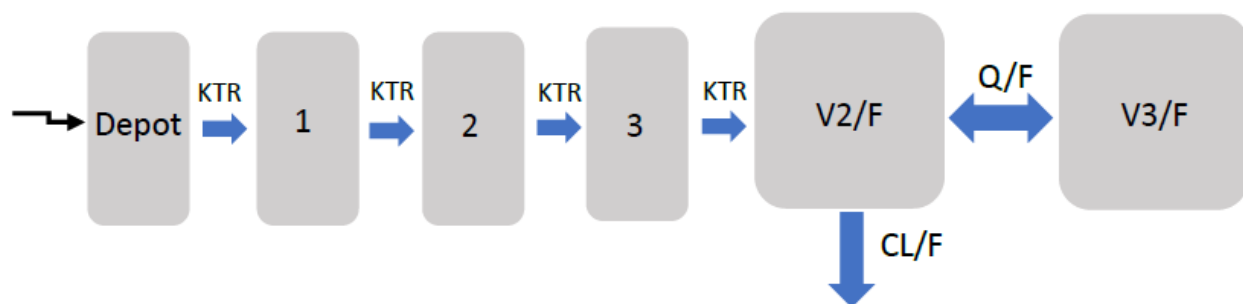 Depot
KTR
1
KTR
2
KTR
3
KTR
V2/F
Q/F
V3/F
CL/F